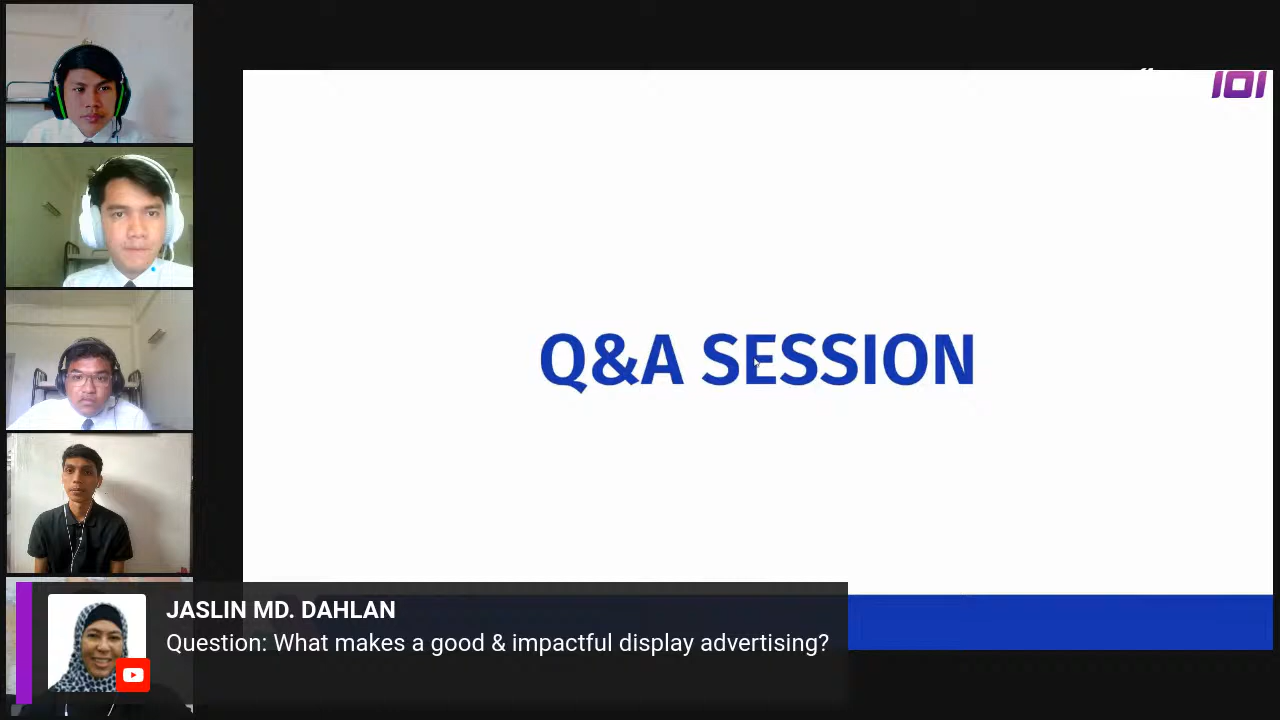 IOI
Q&A SESSION
JASLIN MD. DAHLAN
Question: What makes a good & impactful display advertising?